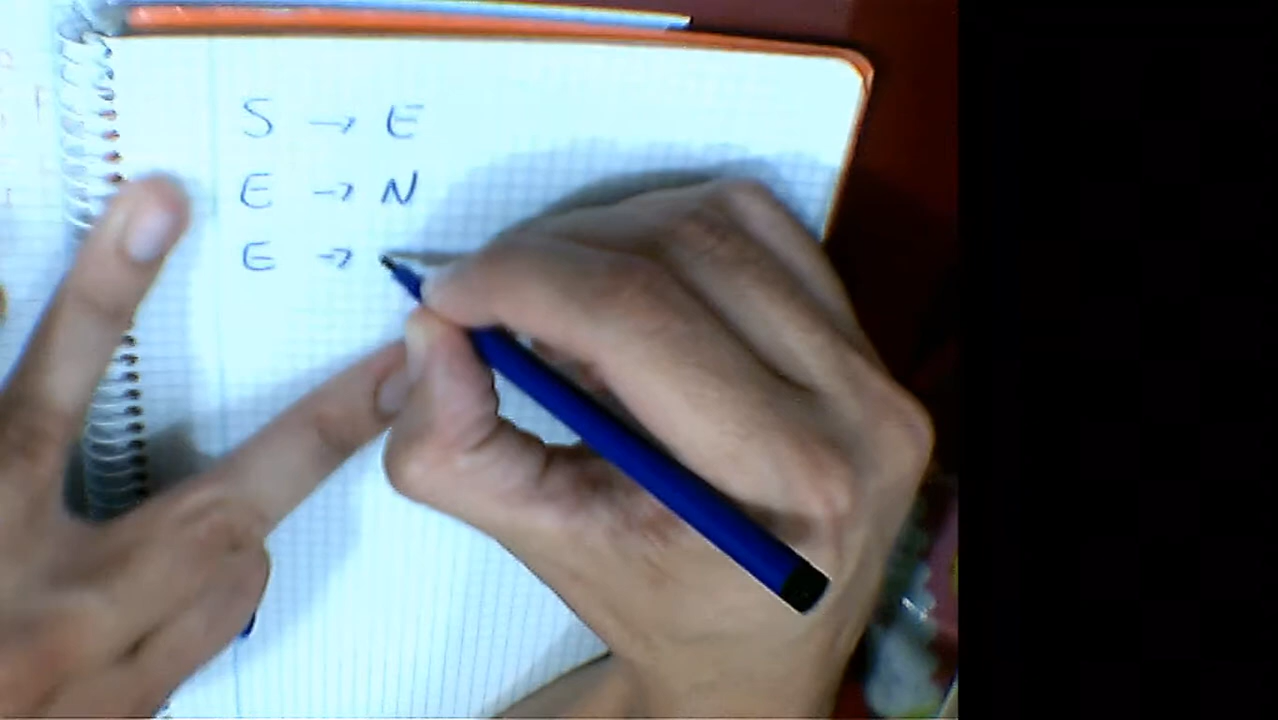 S → E
E → N
E →